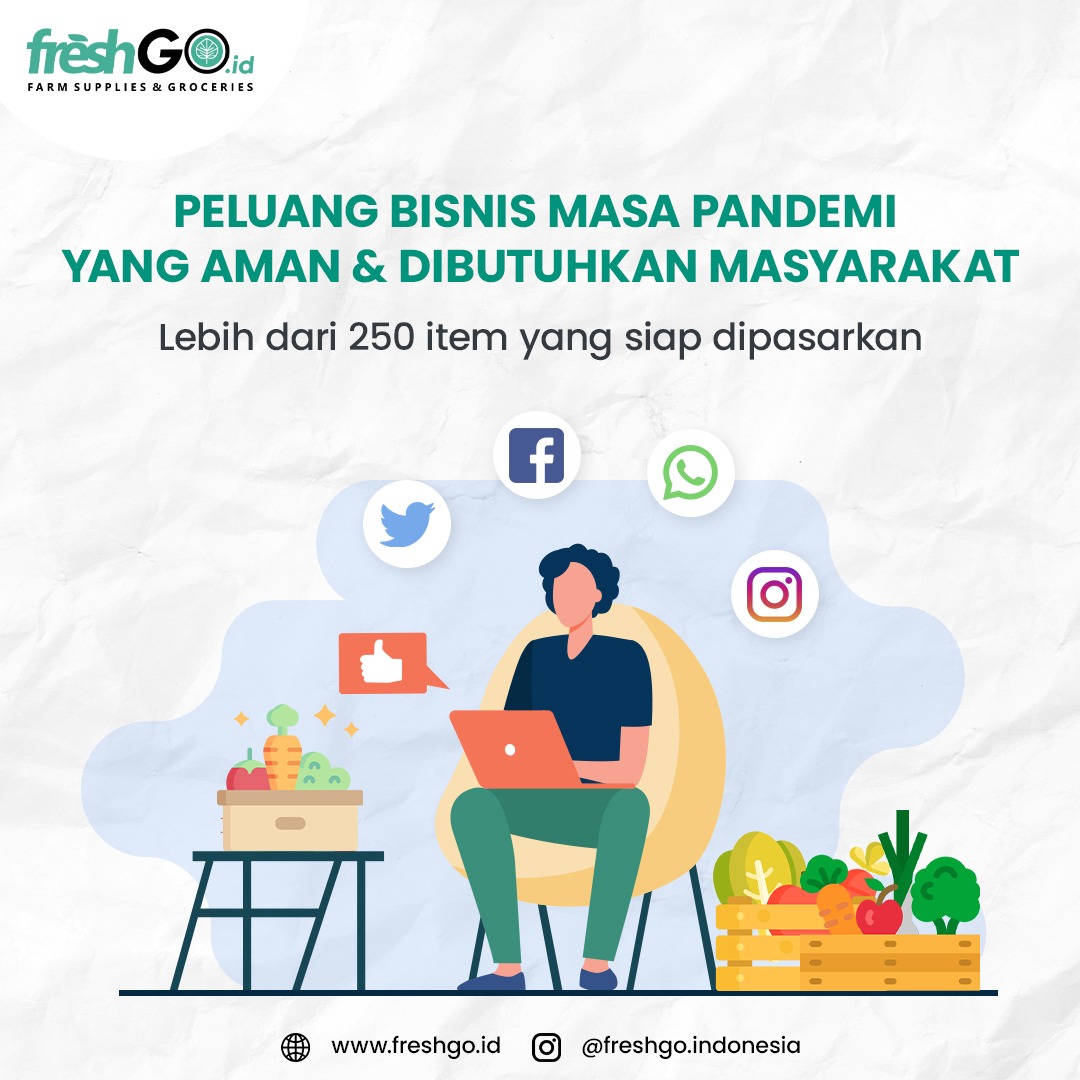 frèshGO.id
FARM SUPPLIES & GROCERIES
PELUANG BISNIS MASA PANDEMI
YANG AMAN & DIBUTUHKAN MASYARAKAT
Lebih dari 250 item yang siap dipasarkan
www.freshgo.id @freshgo.indonesia